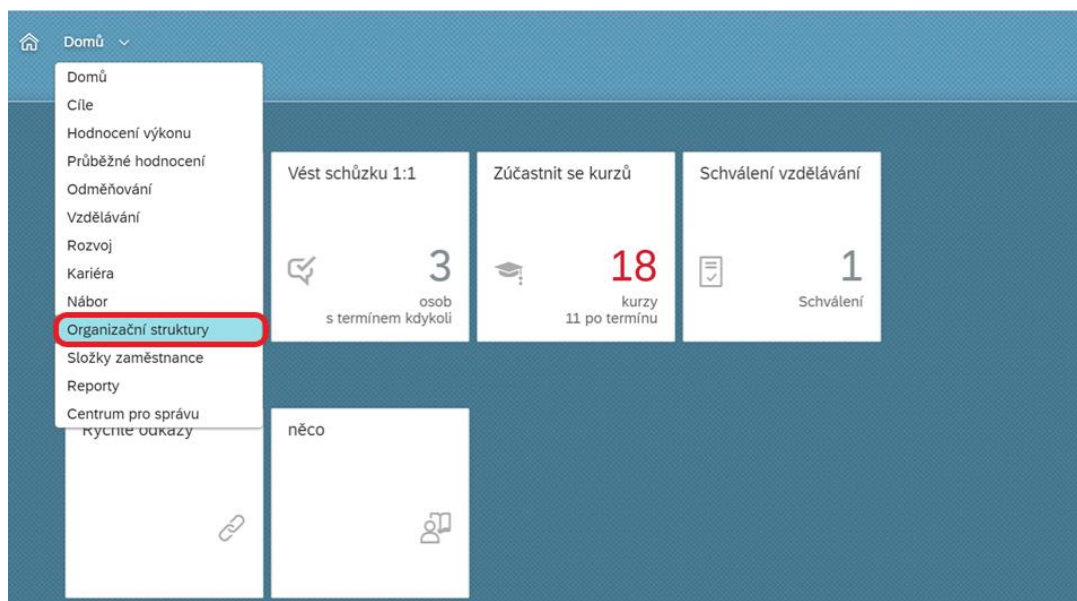 Domů
Domů
Cíle
Hodnocení výkonu
Průběžné hodnocení
Odměňování
Vzdělávání
Rozvoj
Kariéra
Nábor
Organizační struktury
Složky zaměstnance
Reporty
Centrum pro správu
Vést schůzku 1:1
3
osob
s termínem kdykoli
Zúčastnit se kurzů
18
kurzy
11 po termínu
Schválení vzdělávání
1
Schválení
Rychlé odkazy
něco